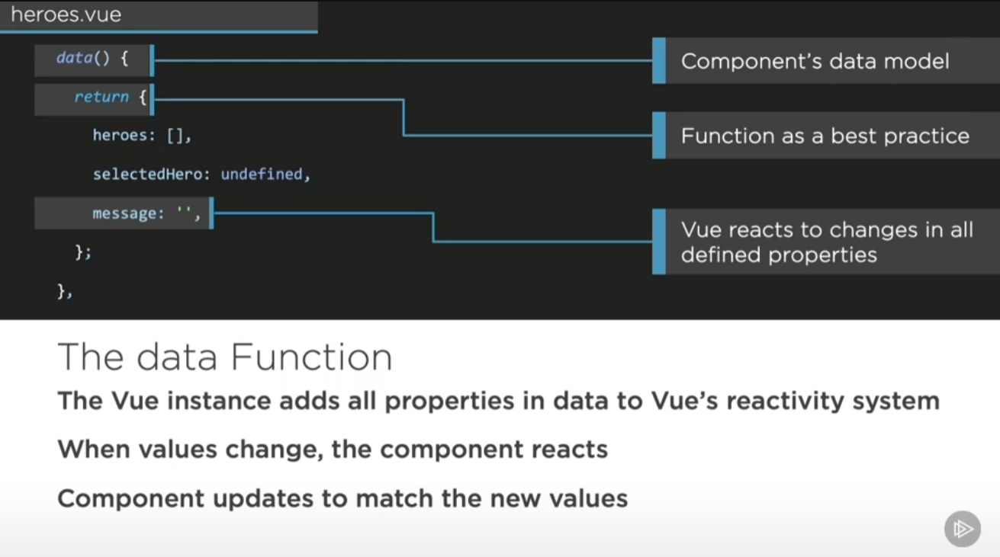 heroes.vue
data() {
Component’s data model
return {
Function as a best practice
heroes: [],
selectedHero: undefined,
message: '',
Vue reacts to changes in all
defined properties
};
},
The data Function
The Vue instance adds all properties in data to Vue’s reactivity system
When values change, the component reacts
Component updates to match the new values